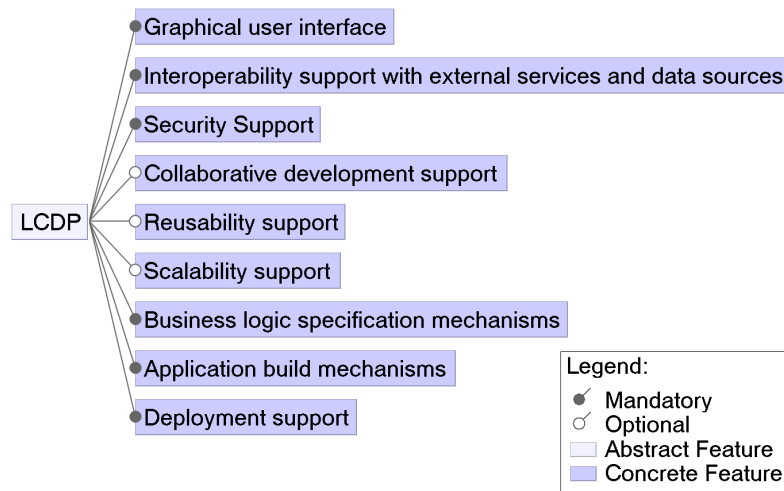 Graphical user interface
Interoperability support with external services and data sources
Security Support
Collaborative development support
LCDP
Reusability support
Scalability support
Business logic specification mechanisms
Application build mechanisms
Deployment support
Legend:
Mandatory
Optional
Abstract Feature
Concrete Feature